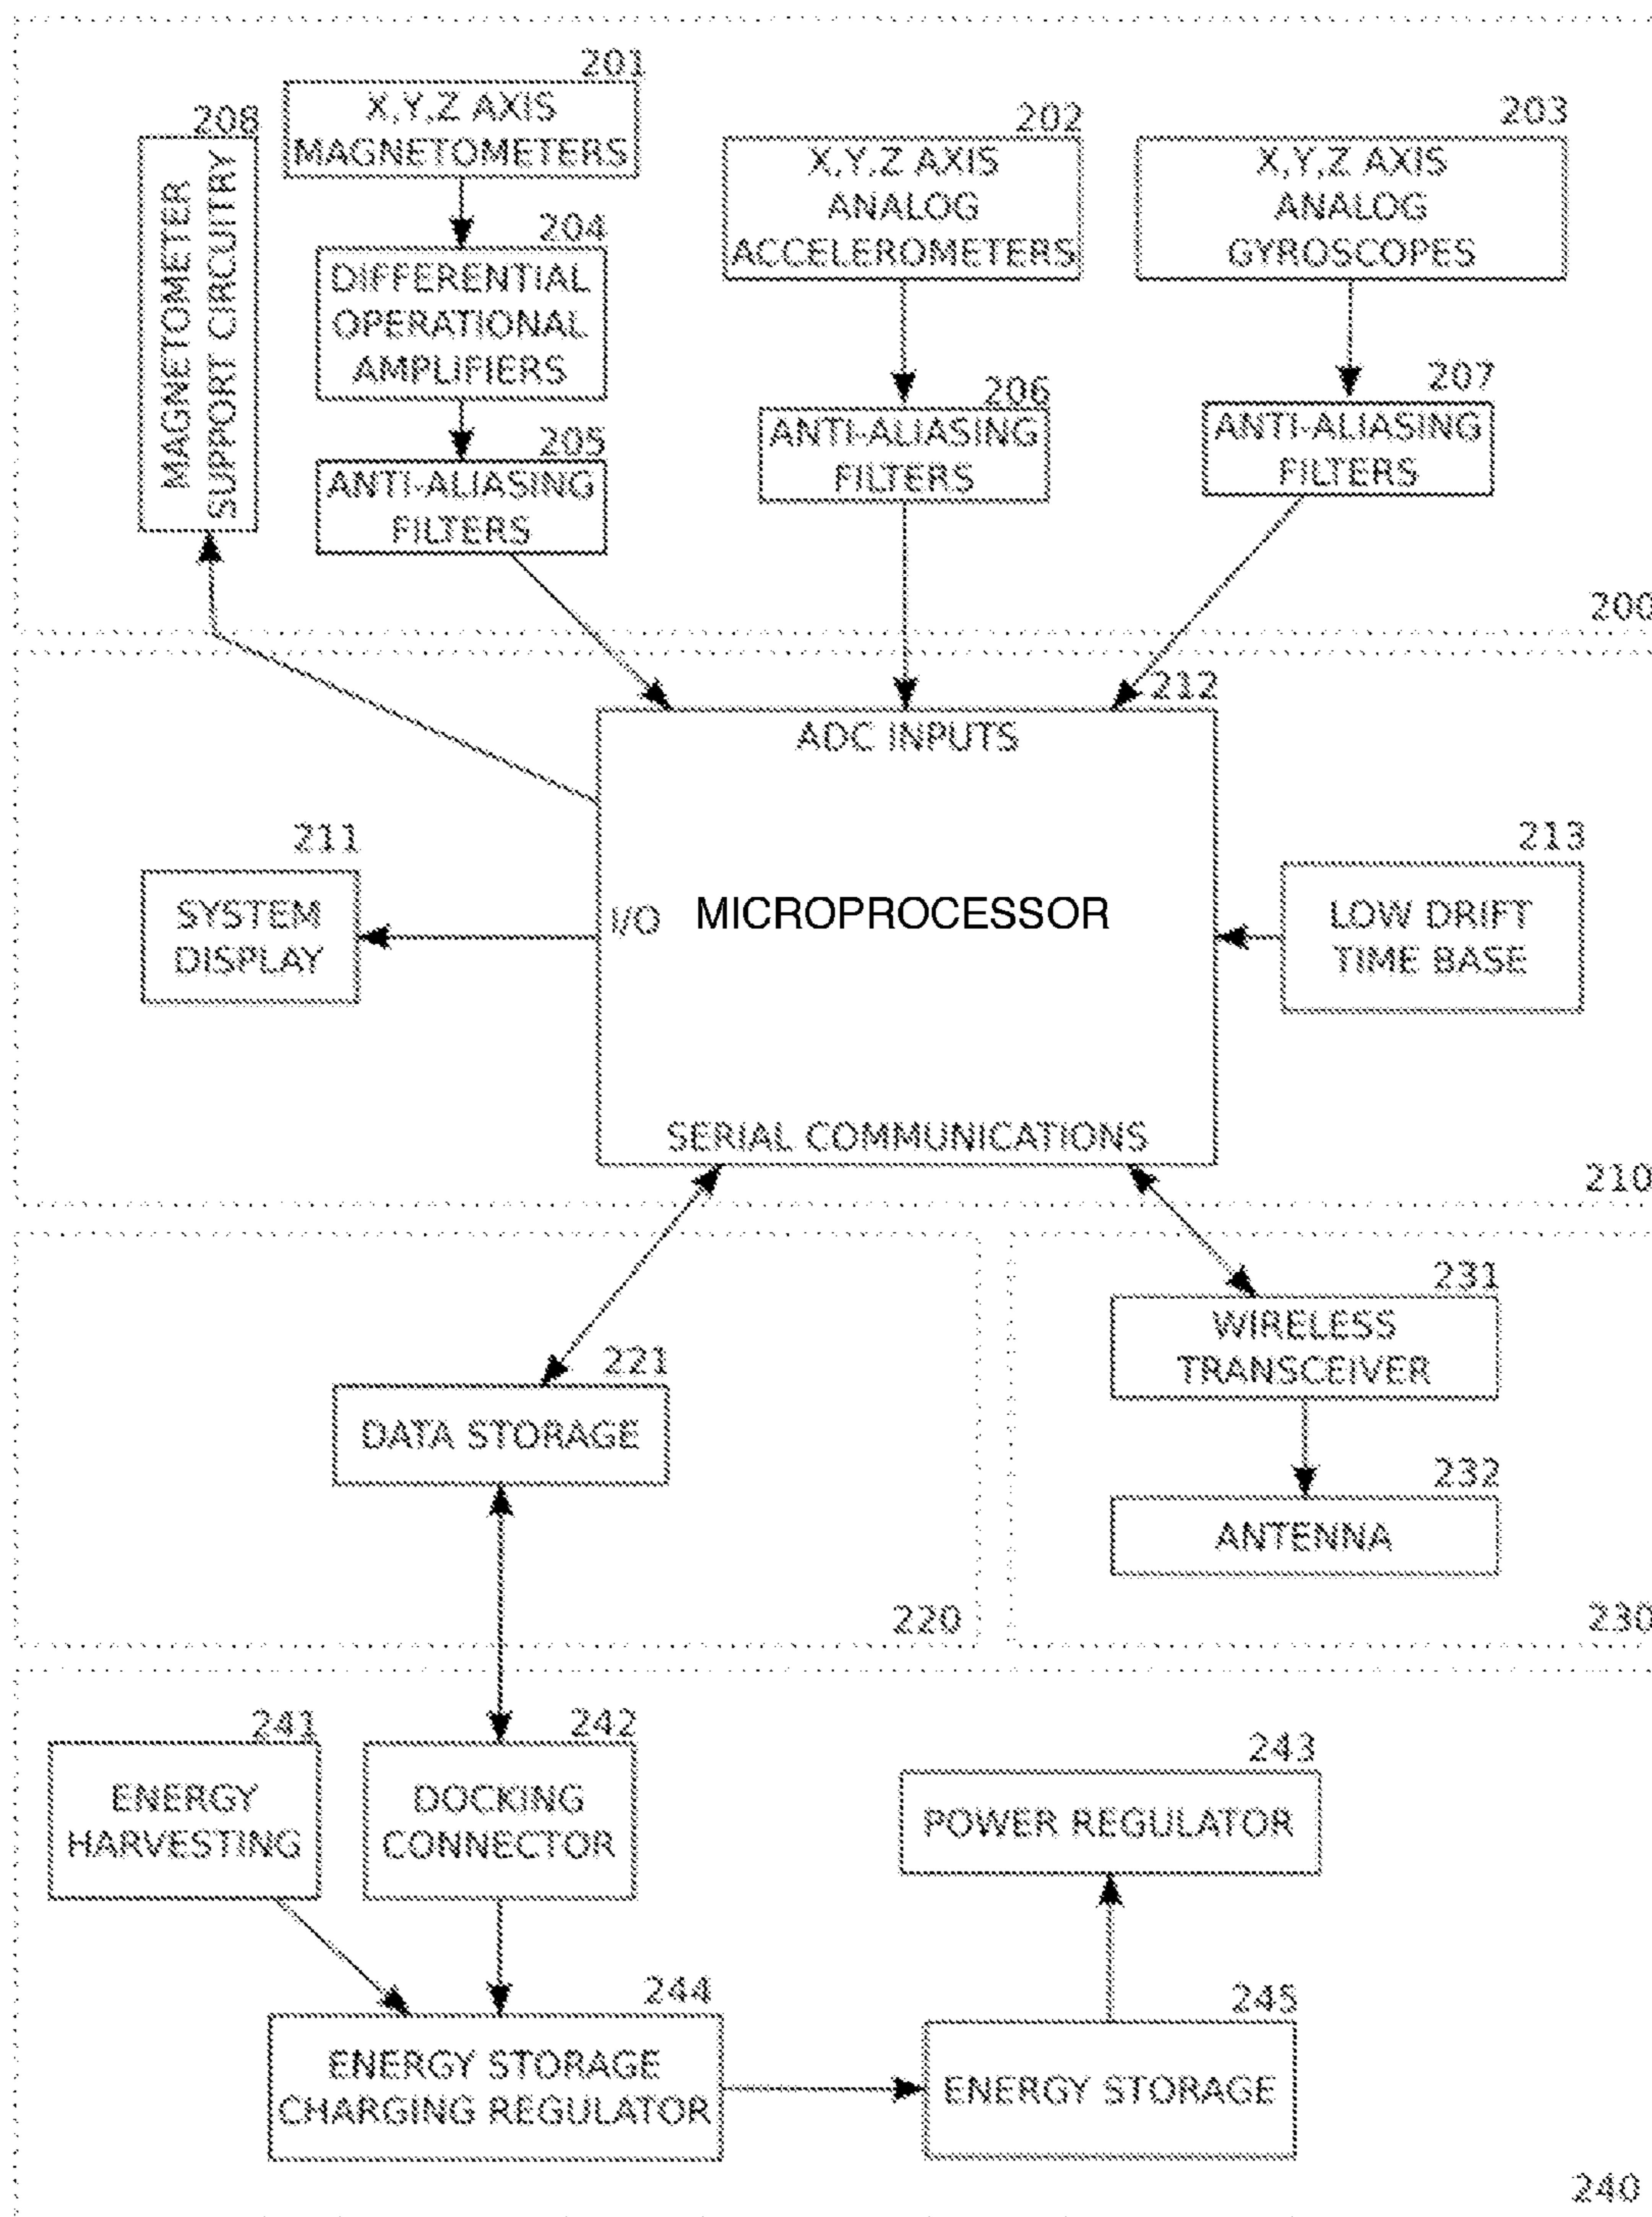 201
X,Y,Z AXIS
MAGNETOMETERS
208
MAGNETOMETER
SUPPORT CIRCUITRY
202
X,Y,Z AXIS
ANALOG
ACCELEROMETERS
203
X,Y,Z AXIS
ANALOG
GYROSCOPES
204
DIFFERENTIAL
OPERATIONAL
AMPLIFIERS
205
ANTI-ALIASING
FILTERS
206
ANTI-ALIASING
FILTERS
207
ANTI-ALIASING
FILTERS
200
212
ADC INPUTS
I/O
MICROPROCESSOR
SERIAL COMMUNICATIONS
211
SYSTEM
DISPLAY
213
LOW DRIFT
TIME BASE
210
221
DATA STORAGE
220
231
WIRELESS
TRANSCEIVER
232
ANTENNA
230
241
ENERGY
HARVESTING
242
DOCKING
CONNECTOR
243
POWER REGULATOR
244
ENERGY STORAGE
CHARGING REGULATOR
245
ENERGY STORAGE
240